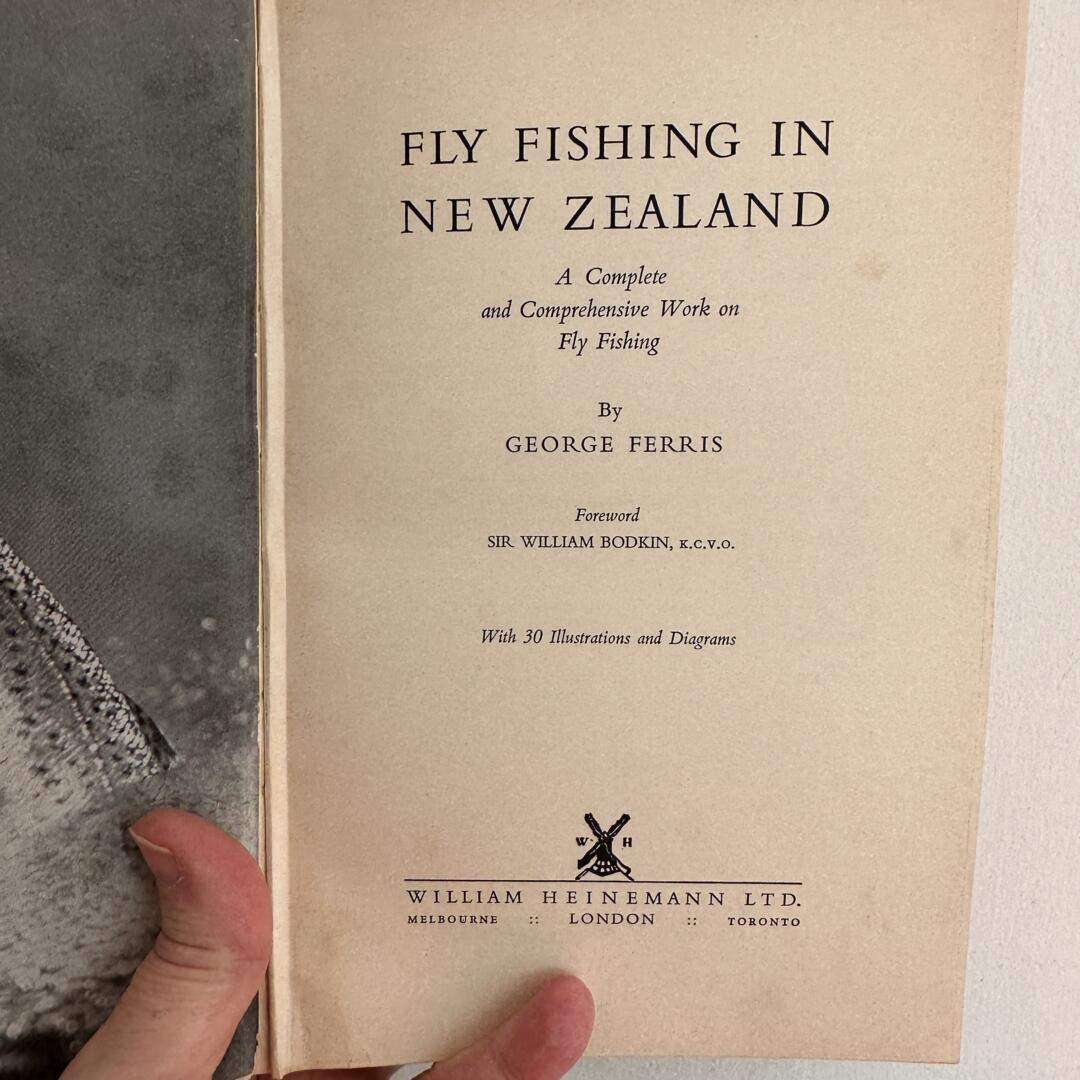 FLY FISHING IN
NEW ZEALAND
A Complete
and Comprehensive Work on
Fly Fishing
By
GEORGE FERRIS
Foreword
SIR WILLIAM BODKIN, K.C.V.O.
With 30 Illustrations and Diagrams
W H
WILLIAM HEINEMANN LTD.
MELBOURNE :: LONDON :: TORONTO